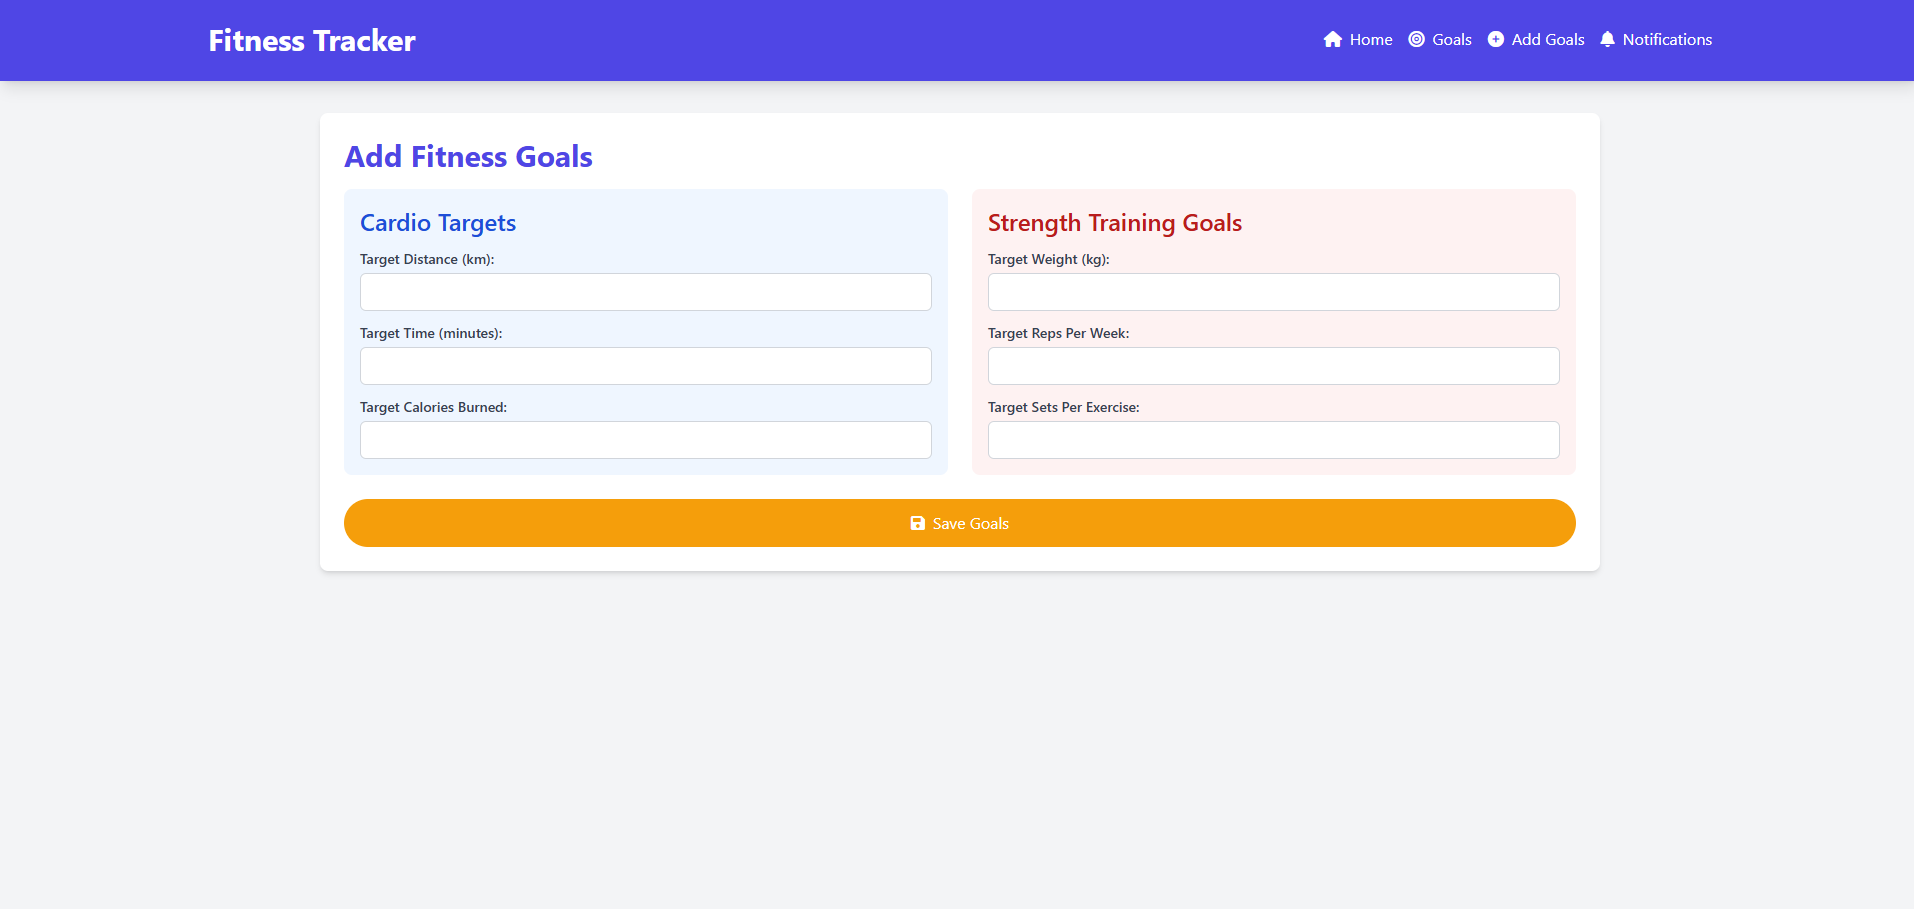 Fitness Tracker
Home
Goals
Add Goals
Notifications
Add Fitness Goals
Cardio Targets
Target Distance (km):
Target Time (minutes):
Target Calories Burned:
Strength Training Goals
Target Weight (kg):
Target Reps Per Week:
Target Sets Per Exercise:
Save Goals